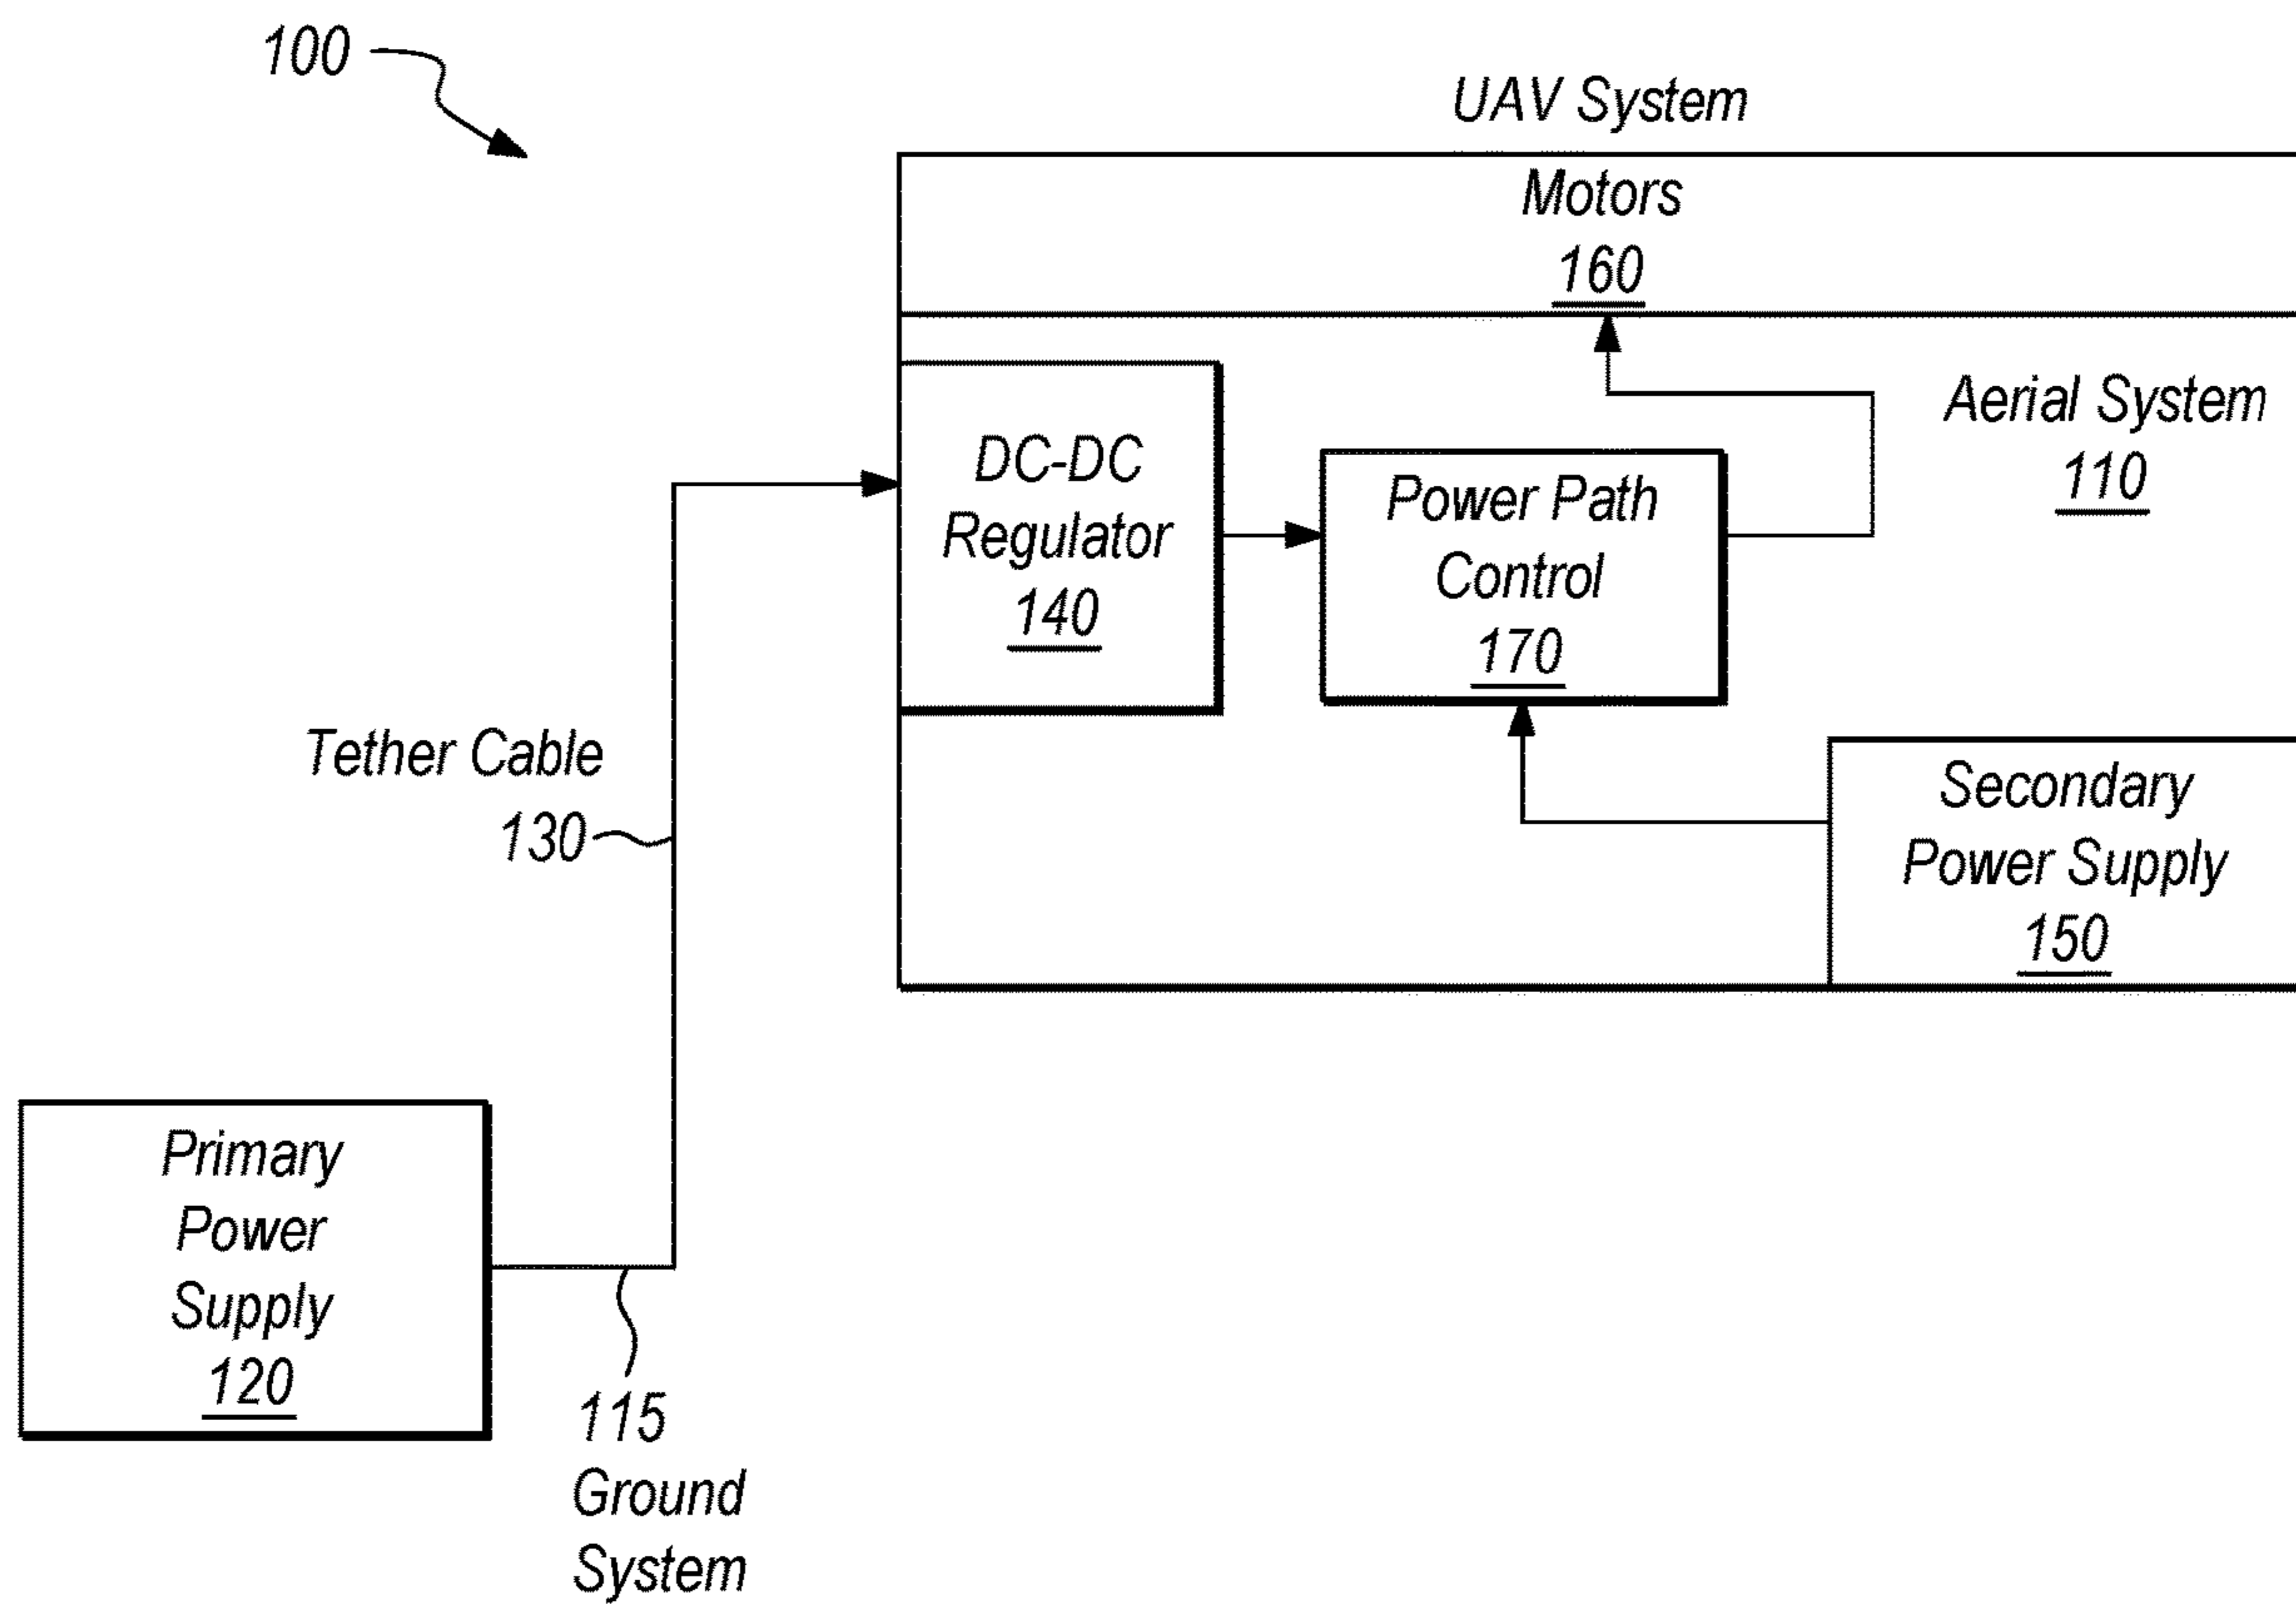 100
UAV System
Motors
160
Aerial System
110
DC-DC
Regulator
140
Power Path
Control
170
Tether Cable
130
Secondary
Power Supply
150
Primary
Power
Supply
120
115
Ground
System